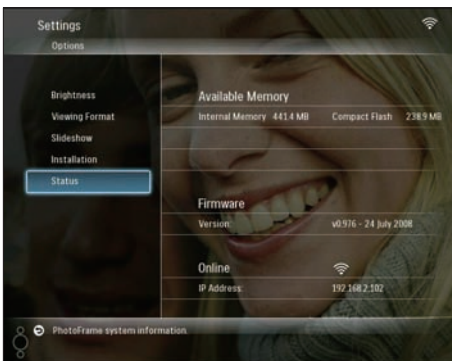 Settings
Options
Brightness
Viewing Format
Slideshow
Installation
Status
Available Memory
Internal Memory 441.4 MB Compact Flash 238.9 MB
Firmware
Version: v0.976 - 24 July 2008
Online
IP Address: 192.168.2.102
PhotoFrame system information.